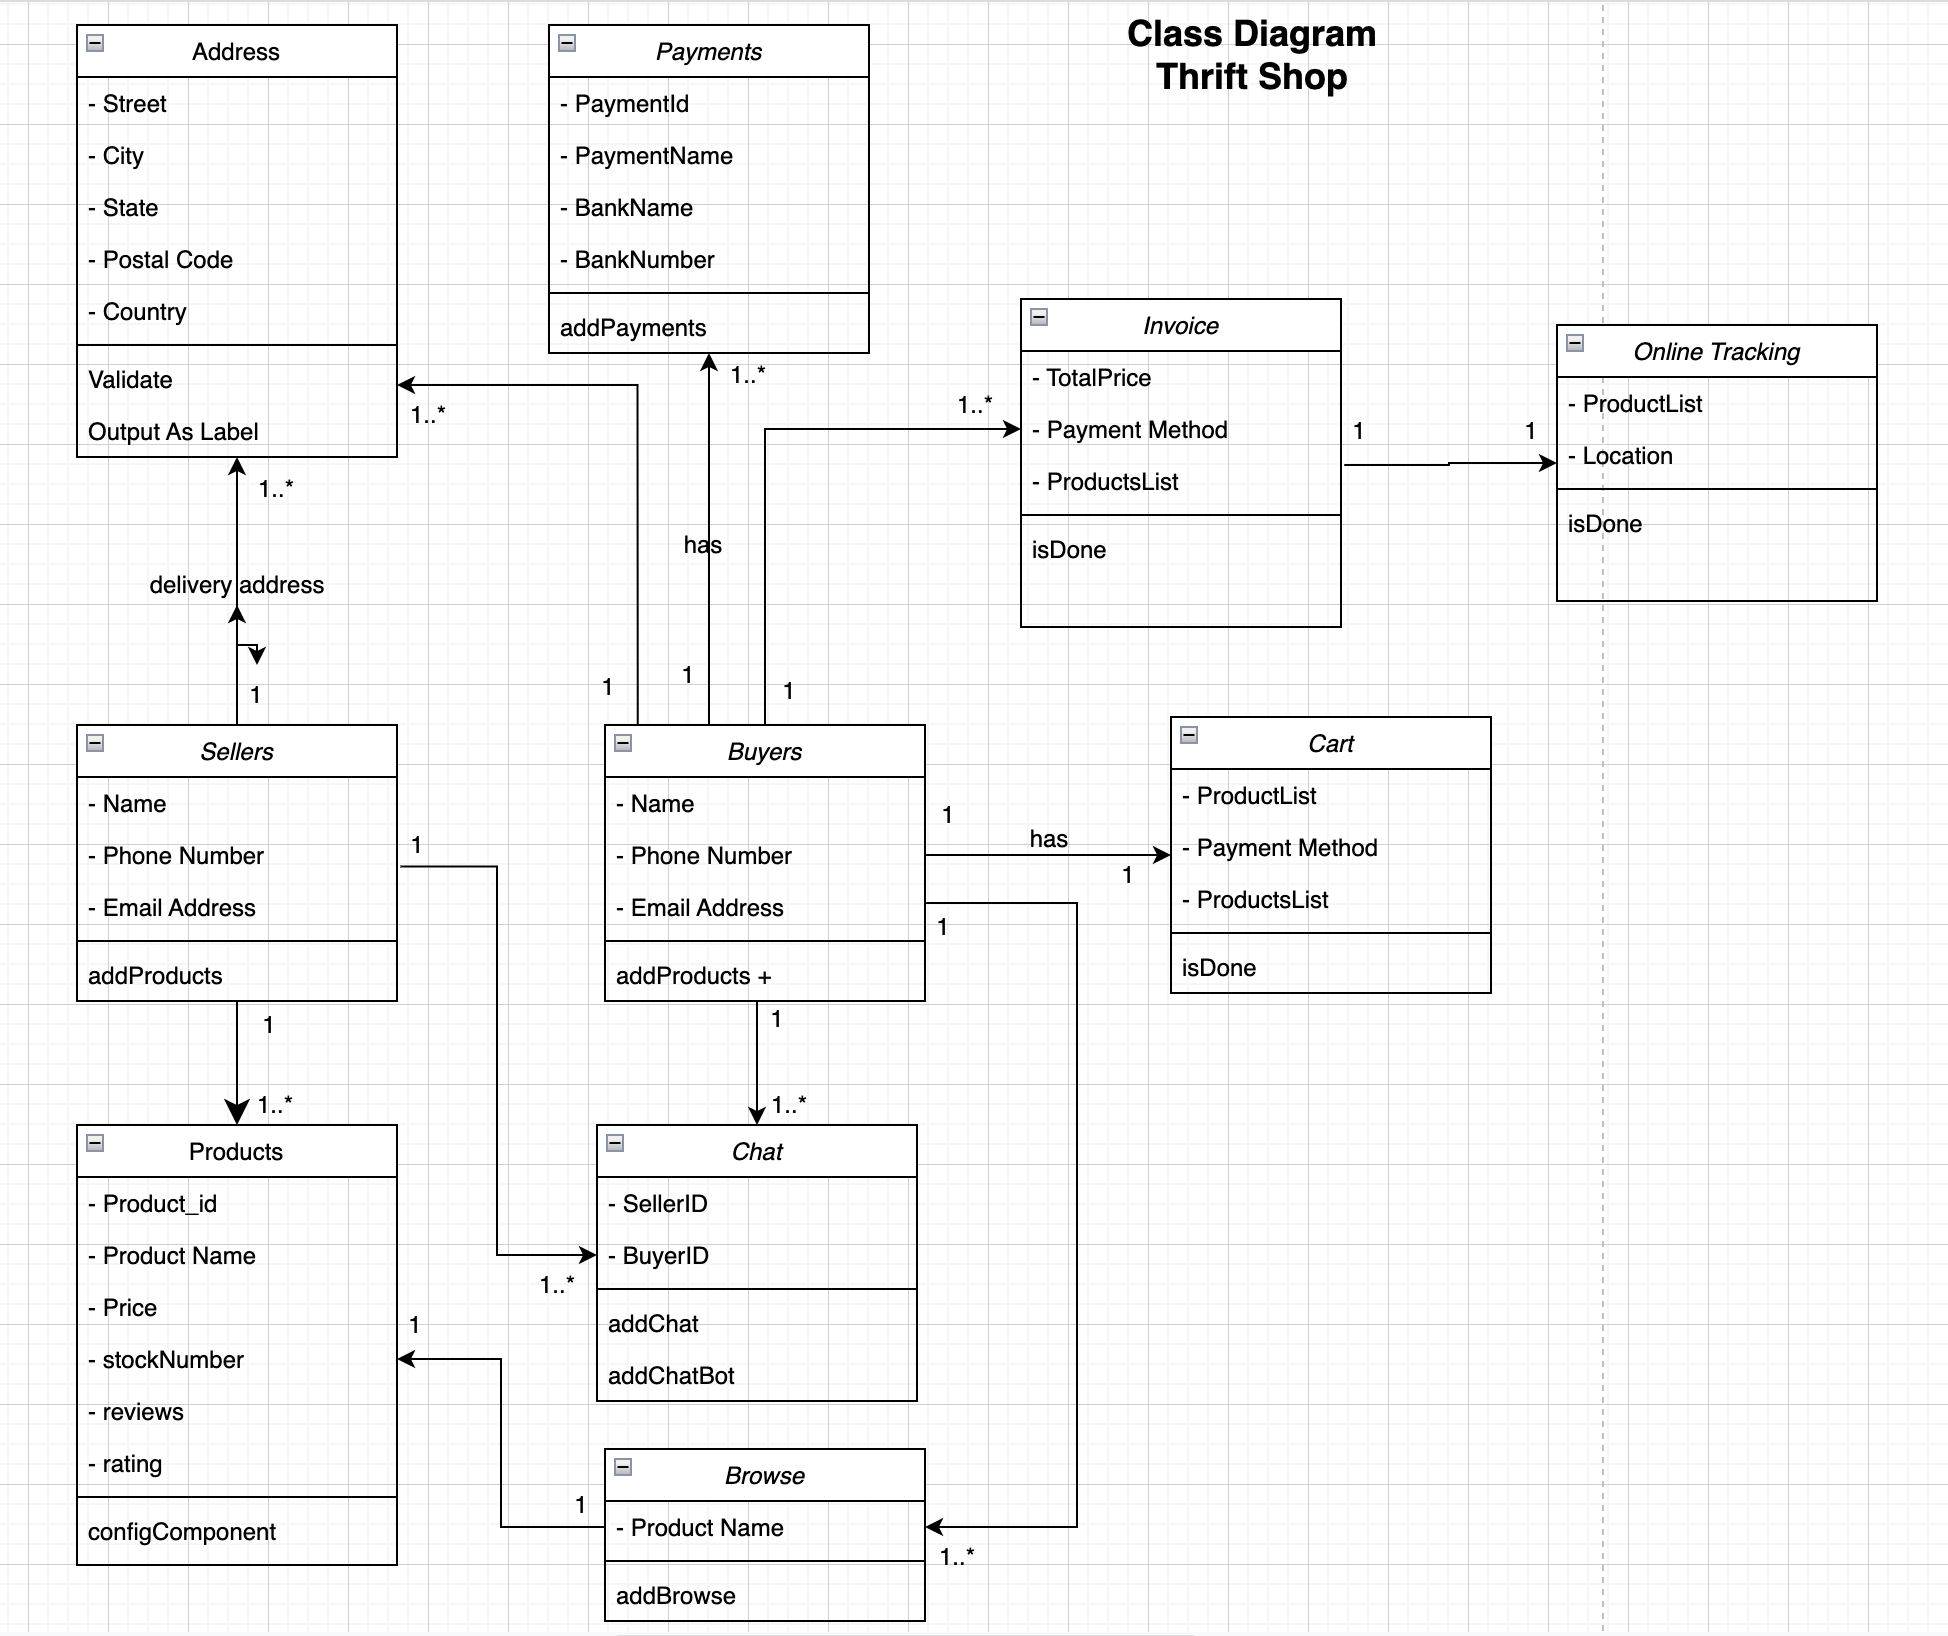 Class Diagram
Thrift Shop
Address
- Street
- City
- State
- Postal Code
- Country
Validate
Output As Label
Payments
- PaymentId
- PaymentName
- BankName
- BankNumber
addPayments
Invoice
- TotalPrice
- Payment Method
- ProductsList
isDone
Online Tracking
- ProductList
- Location
isDone
1..*
1..*
1..*
1..*
1
1
has
delivery address
1
1
1
1
Sellers
- Name
- Phone Number
- Email Address
addProducts
Buyers
- Name
- Phone Number
- Email Address
addProducts +
Cart
- ProductList
- Payment Method
- ProductsList
isDone
1
1
has
1
1
1
1
1..*
1..*
Products
- Product_id
- Product Name
- Price
- stockNumber
- reviews
- rating
configComponent
Chat
- SellerID
- BuyerID
addChat
addChatBot
1..*
1
1
Browse
- Product Name
addBrowse
1..*